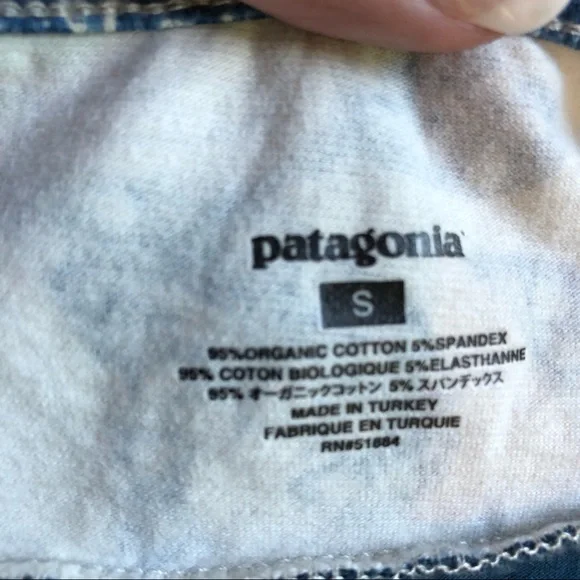 patagonia
S
95%ORGANIC COTTON 5%SPANDEX
95% COTON BIOLOGIQUE 5%ELASTHANNE
95% オーガニックコットン 5% スパンデックス
MADE IN TURKEY
FABRIQUE EN TURQUIE
RN#51884